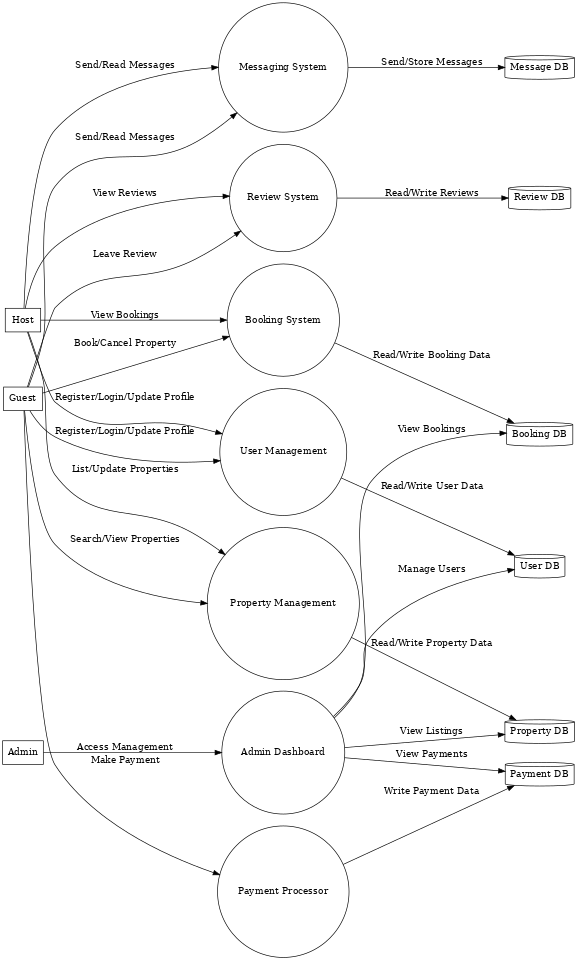 Messaging System
Send/Read Messages
Send/Store Messages
Message DB
Send/Read Messages
View Reviews
Review System
Read/Write Reviews
Review DB
Leave Review
Host
View Bookings
Booking System
Book/Cancel Property
Read/Write Booking Data
Guest
Register/Login/Update Profile
View Bookings
Booking DB
Register/Login/Update Profile
User Management
List/Update Properties
Read/Write User Data
Search/View Properties
Manage Users
User DB
Property Management
Read/Write Property Data
View Listings
Property DB
Admin
Access Management
Make Payment
Admin Dashboard
View Payments
Payment DB
Write Payment Data
Payment Processor